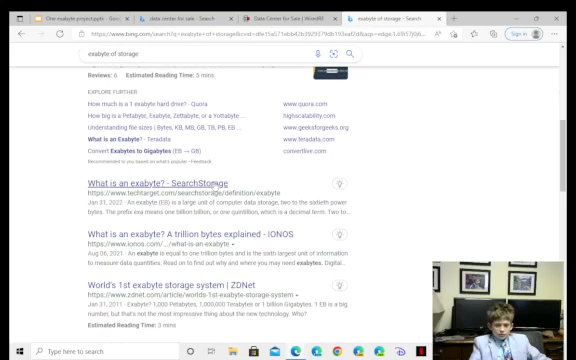 One exabyte project.pptx - Goo
data center for sale - Search
Data Center For Sale | WiredRE
exabyte of storage - Search
Sign in
exabyte of storage
Reviews: 6 Estimated Reading Time: 5 mins
EXPLORE FURTHER
How much is a 1 exabyte hard drive? - Quora
www.quora.com
How big is a Petabyte, Exabyte, Zettabyte, or a Yottabyte ...
highscalability.com
Understanding file sizes | Bytes, KB, MB, GB, TB, PB, EB ...
www.geeksforgeeks.org
What is an Exabyte? - Teradata
www.teradata.com
Convert Exabytes to Gigabytes (EB → GB)
convertlive.com
Recommended to you based on what's popular • Feedback
What is an exabyte? - SearchStorage
https://www.techtarget.com/searchstorage/definition/exabyte
Jan 31, 2022 · An exabyte (EB) is a large unit of computer data storage, two to the sixtieth power
bytes. The prefix exa means one billion billion, or one quintillion, which is a decimal term. Two to...
What is an exabyte? A trillion bytes explained - IONOS
https://www.ionos.com/.../what-is-an-exabyte
Aug 06, 2021 · An exabyte is equal to one trillion bytes and is the sixth largest unit of information
to measure data quantities. Read on to find out why and where you may need exabytes. Digital...
World's 1st exabyte storage system | ZDNet
https://www.zdnet.com/article/worlds-1st-exabyte-storage-system
Jan 31, 2011 · Exabyte? 1,000 Petabytes, 1,000,000 Terabytes or 1 billion Gigabytes. 1 EB is a big
number, but that's not the most impressive thing about the new technology. Who?
Estimated Reading Time: 3 mins
Type here to search